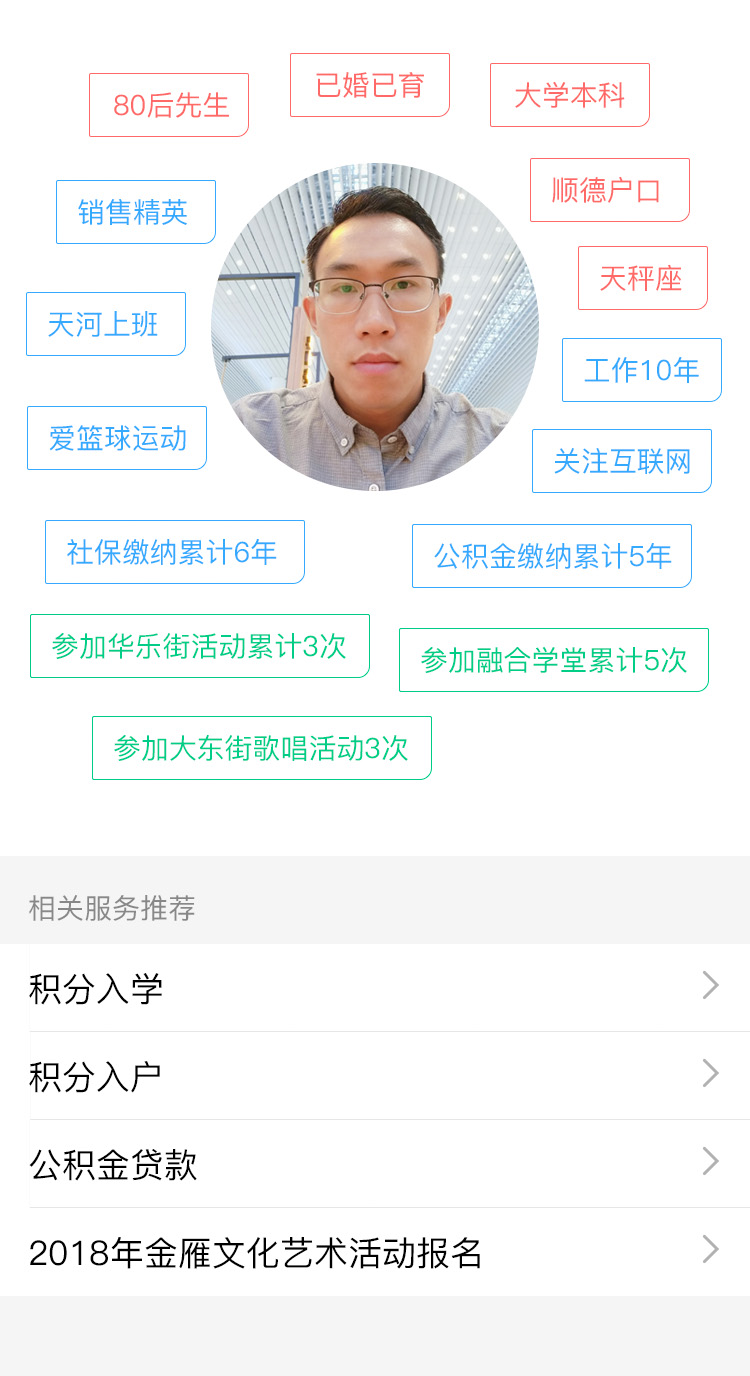 已婚已育
大学本科
80后先生
顺德户口
销售精英
天秤座
天河上班
工作10年
爱篮球运动
关注互联网
社保缴纳累计6年
公积金缴纳累计5年
参加华乐街活动累计3次
参加融合学堂累计5次
参加大东街歌唱活动3次
相关服务推荐
积分入学
积分入户
公积金贷款
2018年金雁文化艺术活动报名